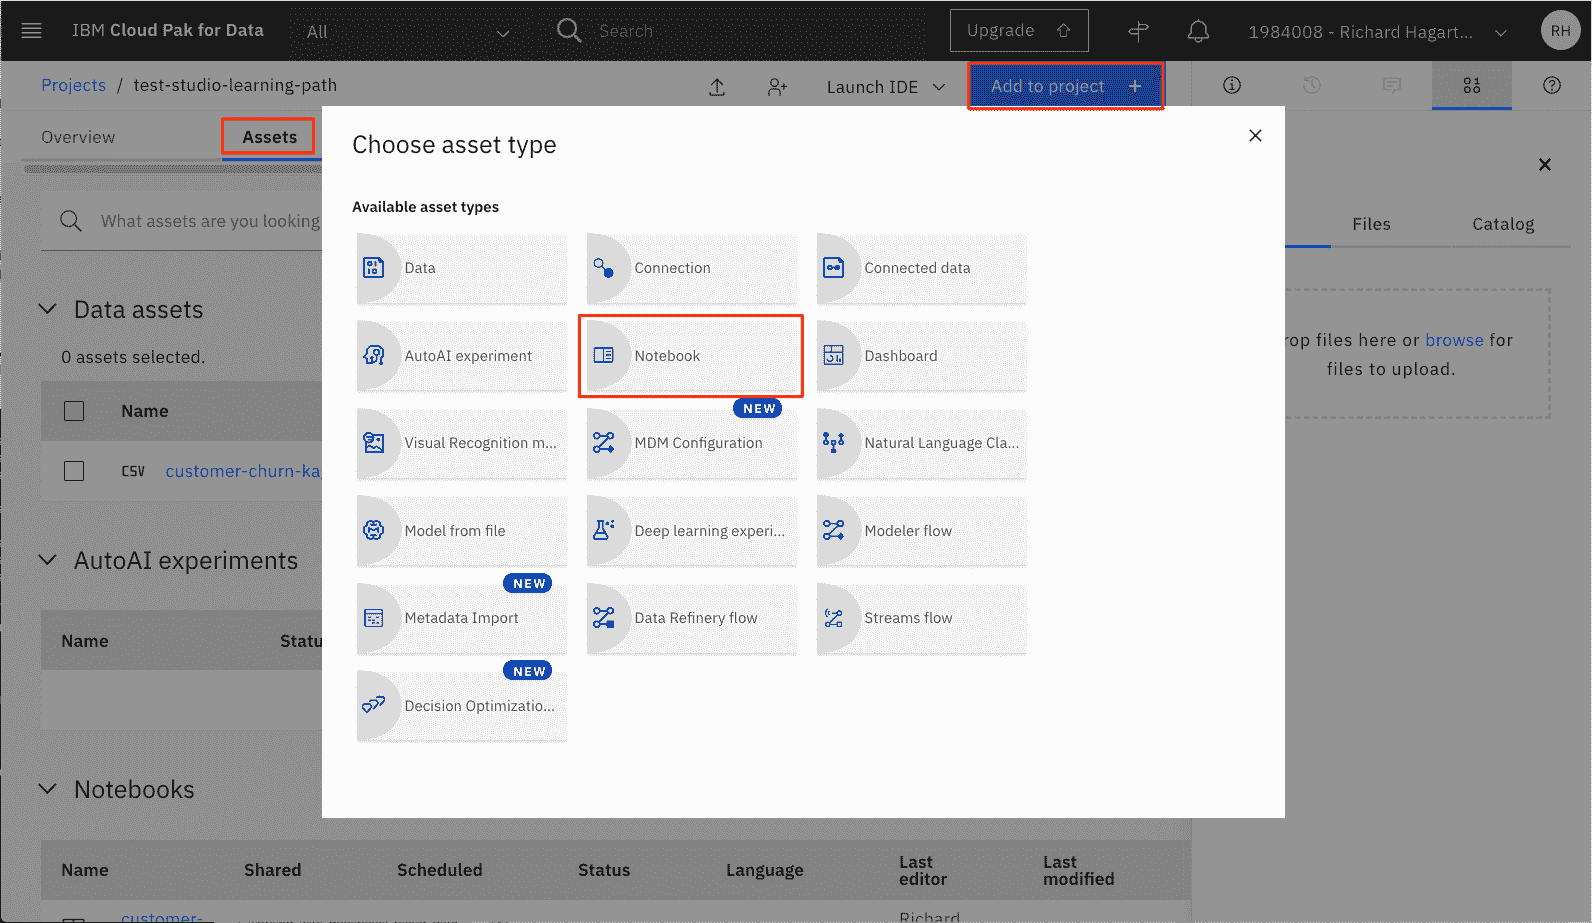 IBM Cloud Pak for Data
All
Search
Upgrade
1984008 - Richard Hagart...
RH
Projects / test-studio-learning-path
Launch IDE
Add to project +
Overview
Assets
Choose asset type
Available asset types
Data
Connection
Connected data
AutoAI experiment
Notebook
Dashboard
Visual Recognition m...
NEW
MDM Configuration
Natural Language Cla...
Model from file
Deep learning experi...
Modeler flow
NEW
Metadata Import
Data Refinery flow
Streams flow
NEW
Decision Optimizatio...
What assets are you looking
Data assets
0 assets selected.
Name
CSV customer-churn-ka
AutoAI experiments
Name
Statu
Notebooks
Name
Shared
Scheduled
Status
Language
Last
editor
Last
modified
customer-
Richard
Files
Catalog
rop files here or browse for
files to upload.